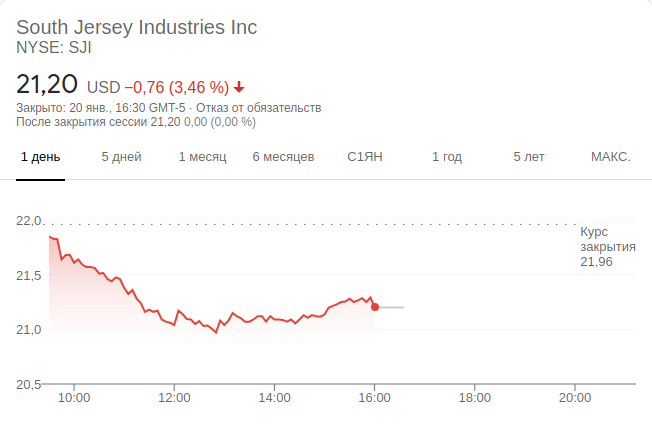 South Jersey Industries Inc
NYSE: SJI
21,20 USD −0,76 (3,46 %)
Закрыто: 20 янв., 16:30 GMT-5 · Отказ от обязательств
После закрытия сессии 21,20 0,00 (0,00 %)
1 день 5 дней 1 месяц 6 месяцев С1ЯН 1 год 5 лет МАКС.
22,0
Курс
закрытия
21,96
21,5
21,0
20,5
10:00 12:00 14:00 16:00 18:00 20:00